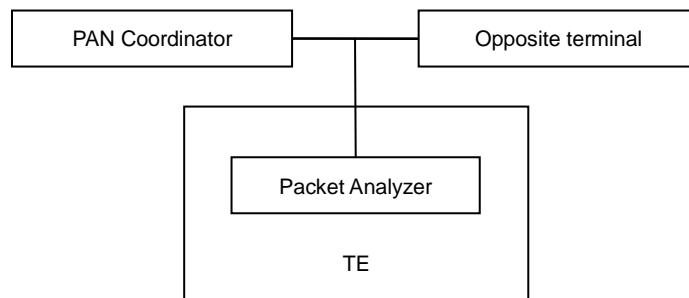 PAN Coordinator
Opposite terminal
Packet Analyzer
TE